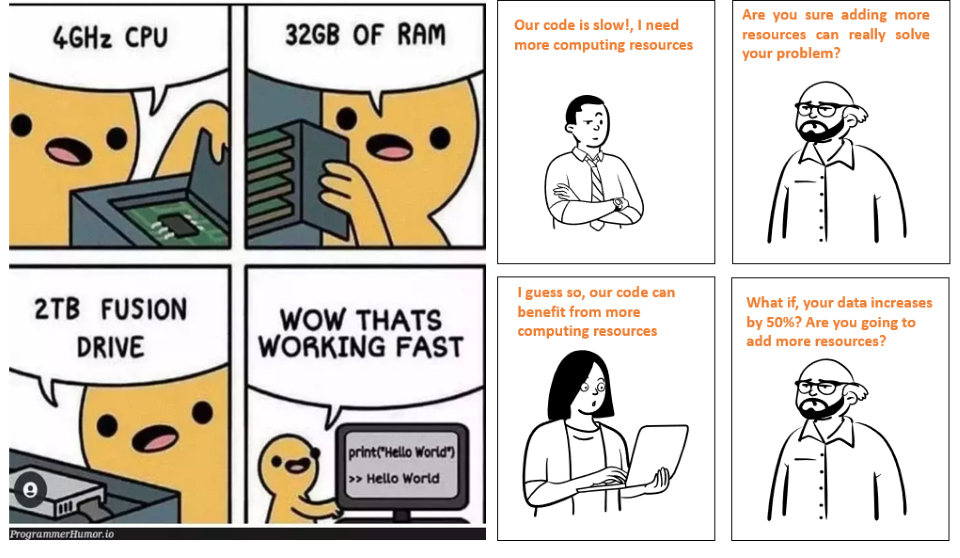 4GHz CPU
32GB OF RAM
2TB FUSION
DRIVE
WOW THATS
WORKING FAST
print("Hello World")
>> Hello World
ProgrammerHumor.io
Our code is slow!, I need
more computing resources
Are you sure adding more
resources can really solve
your problem?
I guess so, our code can
benefit from more
computing resources
What if, your data increases
by 50%? Are you going to
add more resources?